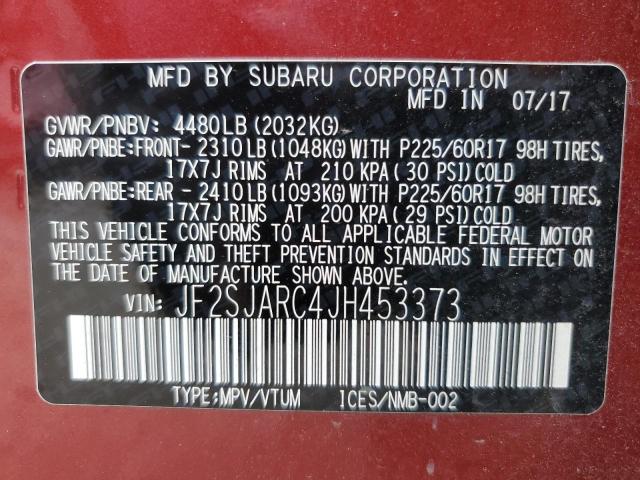 MFD BY SUBARU CORPORATION
MFD IN 07/17
GVWR/PNBV: 4480LB(2032KG)
GAWR/PNBE:FRONT- 2310LB(1048KG)WITH P225/60R17 98H TIRES,
17X7J RIMS AT 210 KPA( 30 PSI)COLD
GAWR/PNBE:REAR - 2410LB(1093KG)WITH P225/60R17 98H TIRES,
17X7J RIMS AT 200 KPA( 29 PSI)COLD
THIS VEHICLE CONFORMS TO ALL APPLICABLE FEDERAL MOTOR
VEHICLE SAFETY AND THEFT PREVENTION STANDARDS IN EFFECT ON
THE DATE OF MANUFACTURE SHOWN ABOVE.
VIN: JF2SJARC4JH453373
TYPE:MPV/VTUM ICES/NMB-002